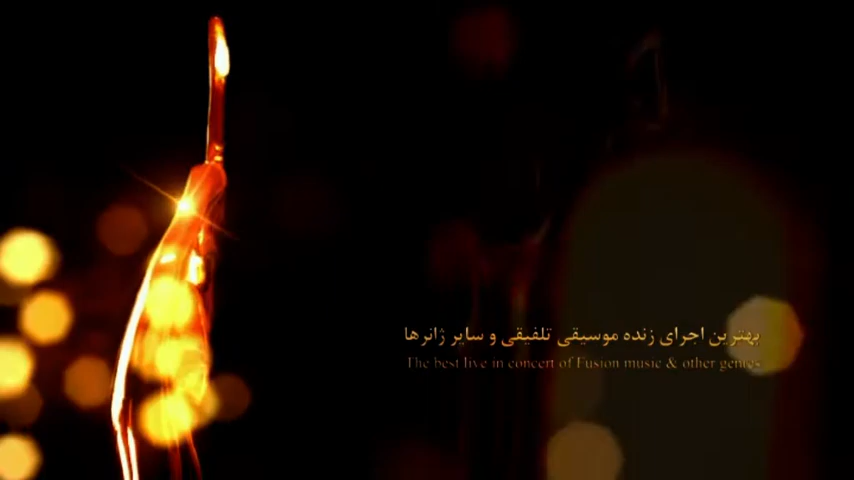 بهترین اجرای زنده موسیقی تلفیقی و سایر ژانرها
The best live in concert of Fusion music & other genres